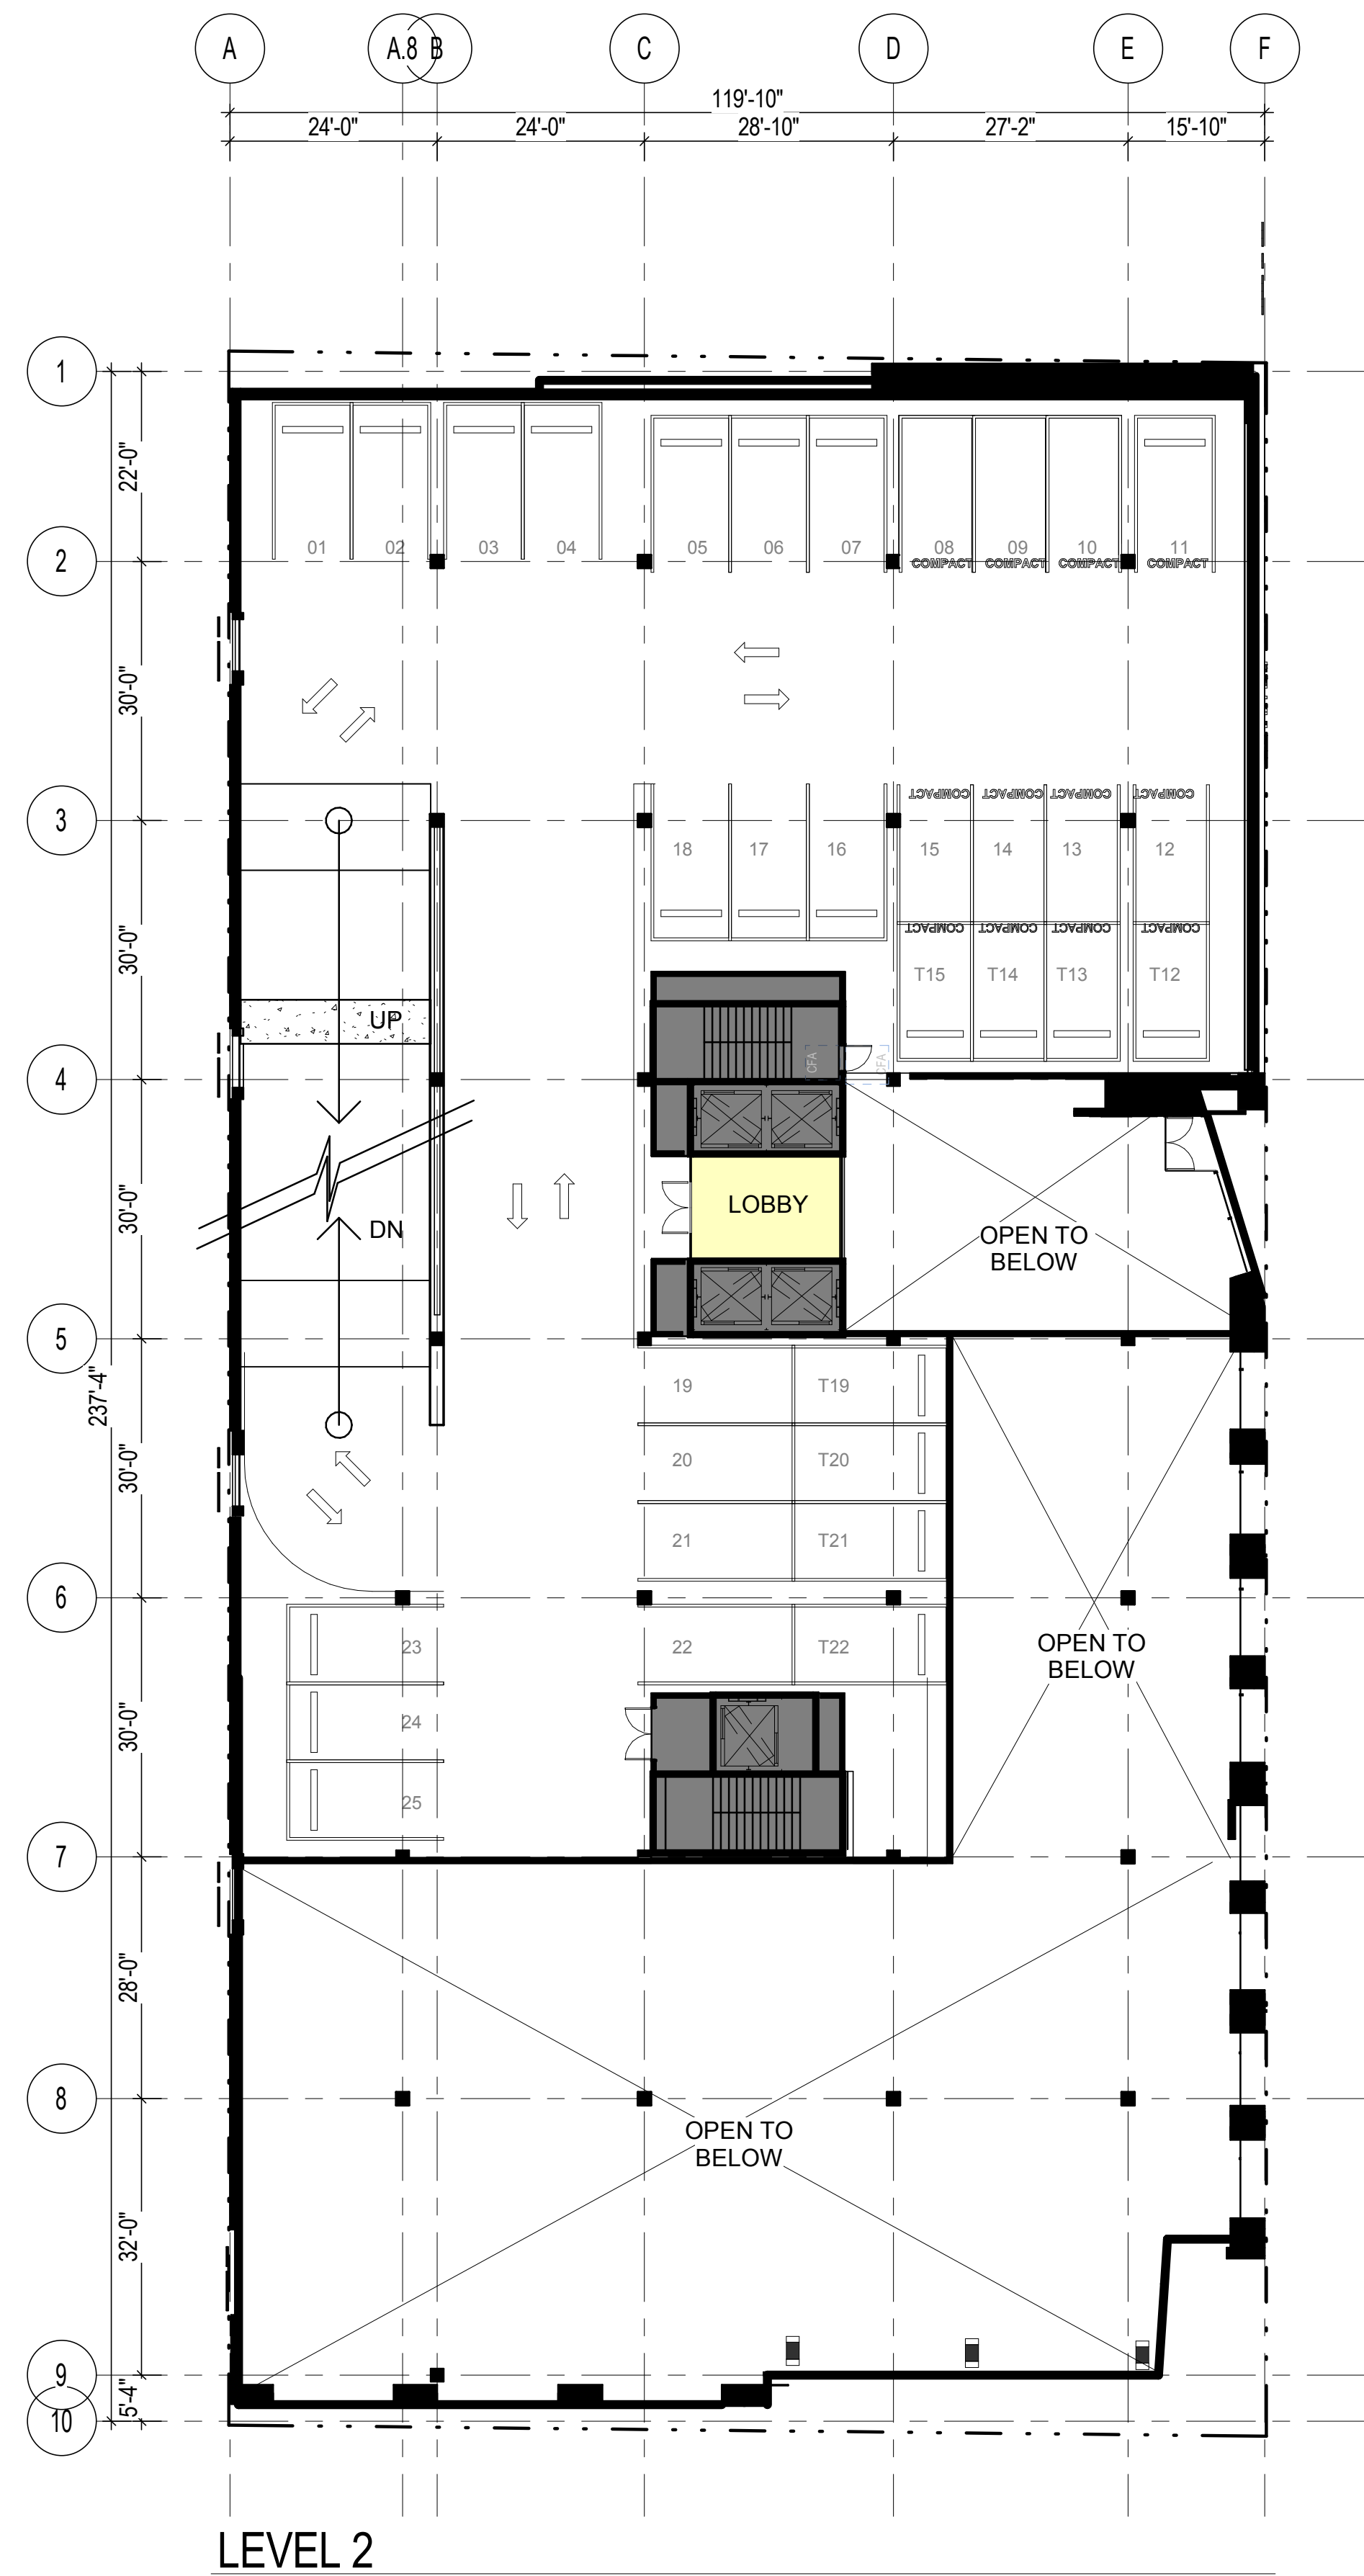 A A.8 B C D E F
119'-10"
24'-0" 24'-0" 28'-10" 27'-2" 15'-10"
1
22'-0"
01 02 03 04 05 06 07 08 09 10 11
COMPACT COMPACT COMPACT COMPACT
2
30'-0"
COMPACT COMPACT COMPACT COMPACT
3
18 17 16 15 14 13 12
COMPACT COMPACT COMPACT COMPACT
30'-0"
T15 T14 T13 T12
UP
CFA CFA
4
30'-0"
LOBBY
DN
OPEN TO
BELOW
5
237'-4"
19 T19
30'-0"
20 T20
21 T21
6
23 22 T22
OPEN TO
BELOW
30'-0"
24
25
7
28'-0"
8
OPEN TO
BELOW
32'-0"
9
5'-4"
10
LEVEL 2